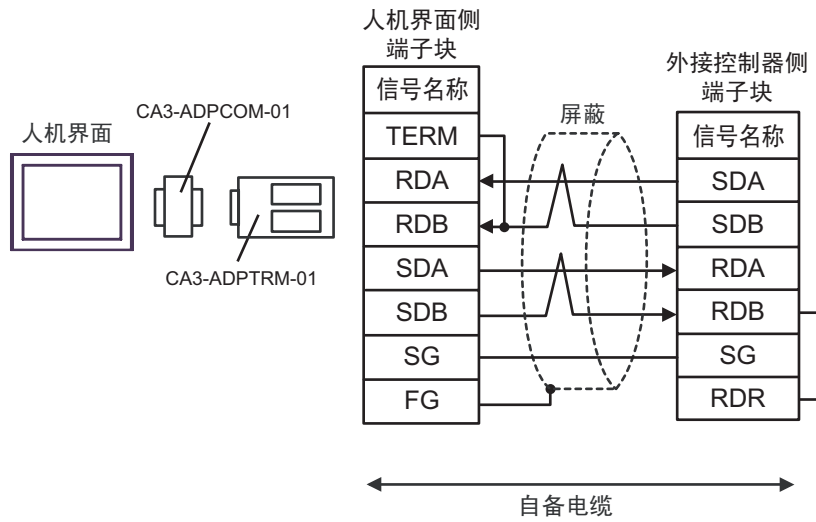 人机界面侧
端子块
外接控制器侧
端子块
人机界面
CA3-ADPCOM-01
CA3-ADPTRM-01
信号名称
TERM
RDA
RDB
SDA
SDB
SG
FG
屏蔽
信号名称
SDA
SDB
RDA
RDB
SG
RDR
自备电缆